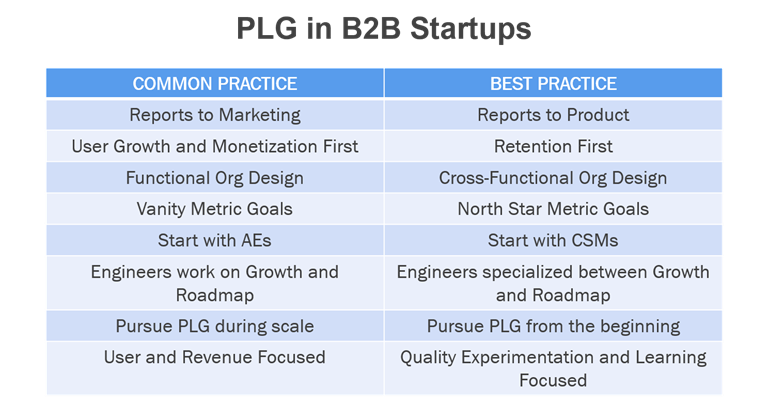 PLG in B2B Startups
COMMON PRACTICE BEST PRACTICE
Reports to Marketing Reports to Product
User Growth and Monetization First Retention First
Functional Org Design Cross-Functional Org Design
Vanity Metric Goals North Star Metric Goals
Start with AEs Start with CSMs
Engineers work on Growth and Engineers specialized between Growth
Roadmap and Roadmap
Pursue PLG during scale Pursue PLG from the beginning
User and Revenue Focused Quality Experimentation and Learning
Focused